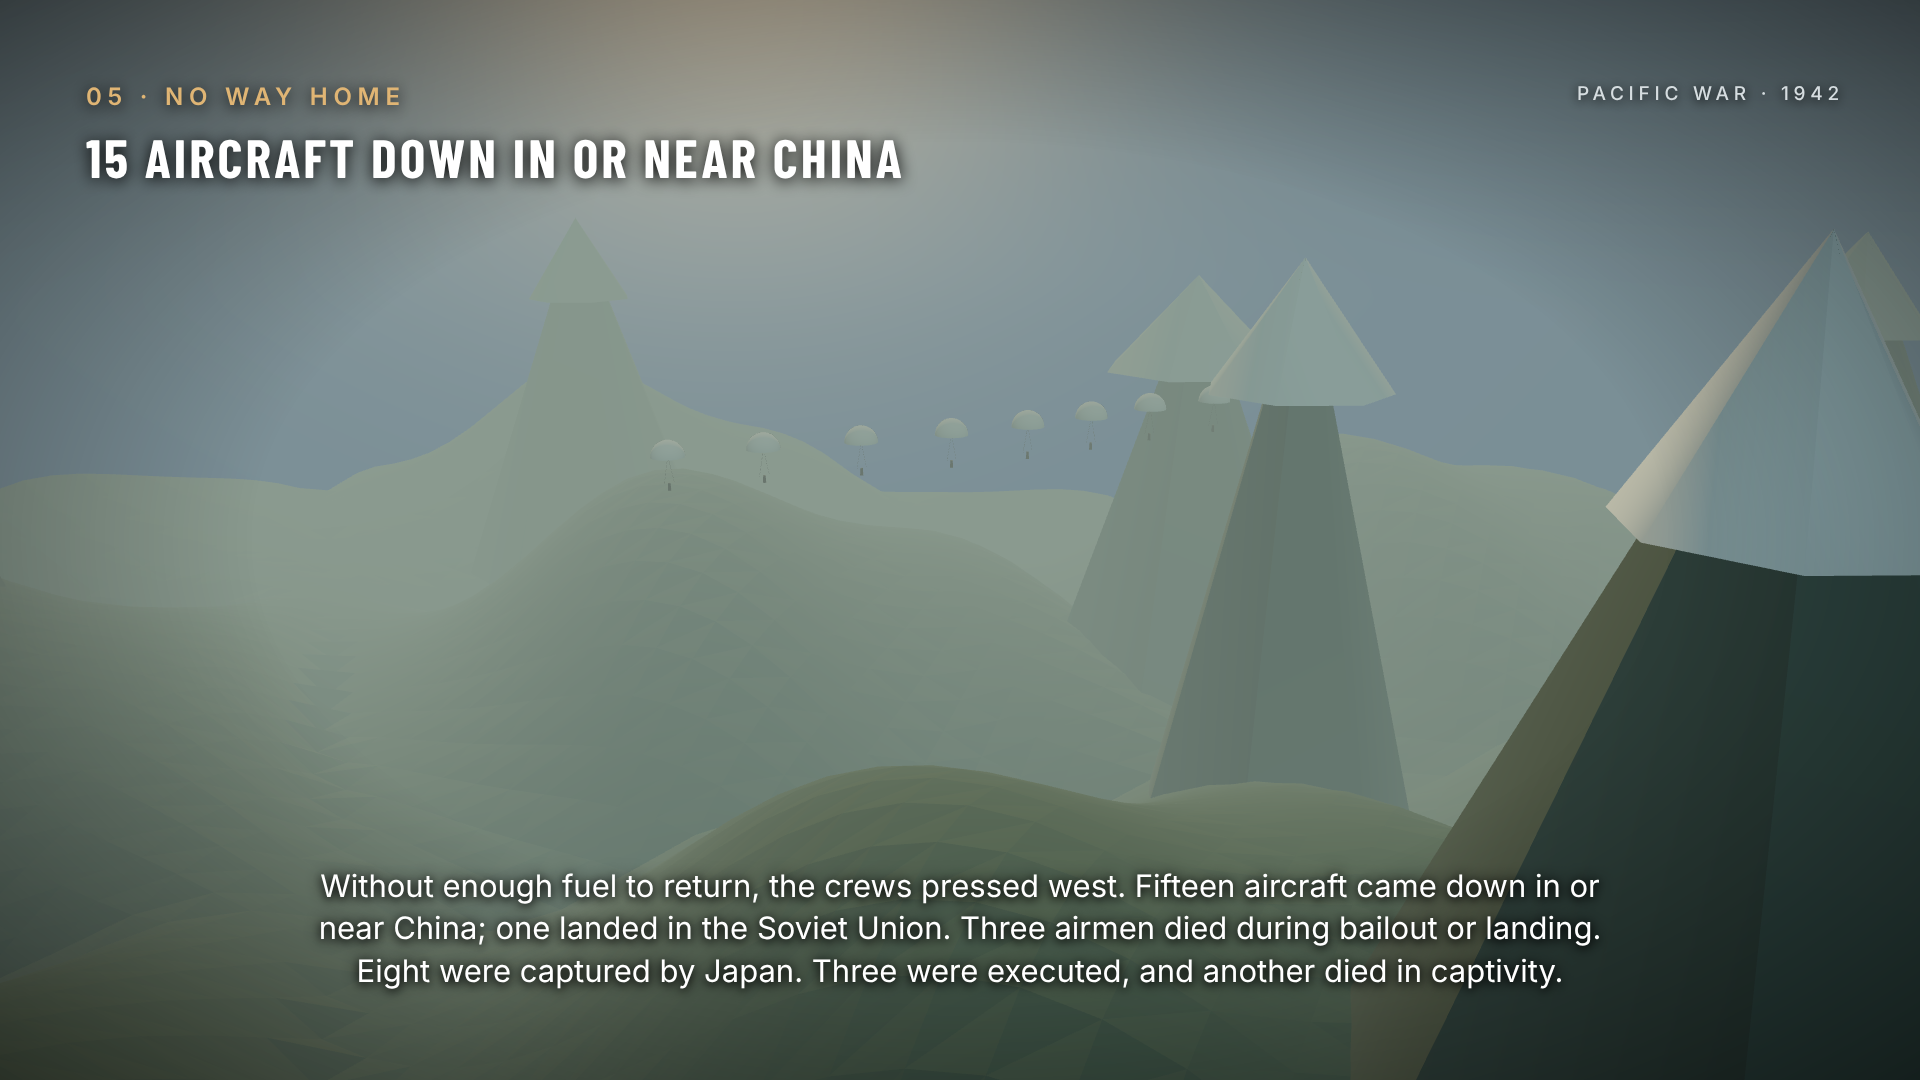 05 · NO WAY HOME
PACIFIC WAR · 1942
15 AIRCRAFT DOWN IN OR NEAR CHINA
Without enough fuel to return, the crews pressed west. Fifteen aircraft came down in or
near China; one landed in the Soviet Union. Three airmen died during bailout or landing.
Eight were captured by Japan. Three were executed, and another died in captivity.